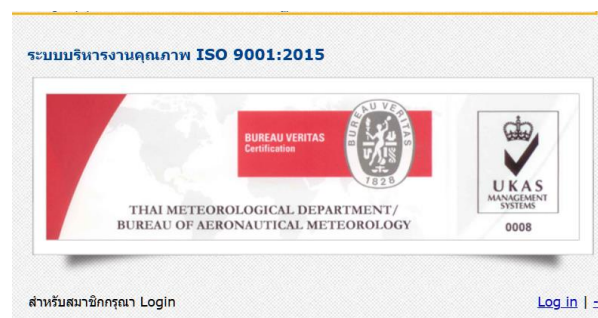 ระบบบริหารงานคุณภาพ ISO 9001:2015
BUREAU VERITAS
Certification
BUREAU VERITAS
1828
THAI METEOROLOGICAL DEPARTMENT/
BUREAU OF AERONAUTICAL METEOROLOGY
UKAS
MANAGEMENT
SYSTEMS
0008
สำหรับสมาชิกกรุณา Login
Log in | -